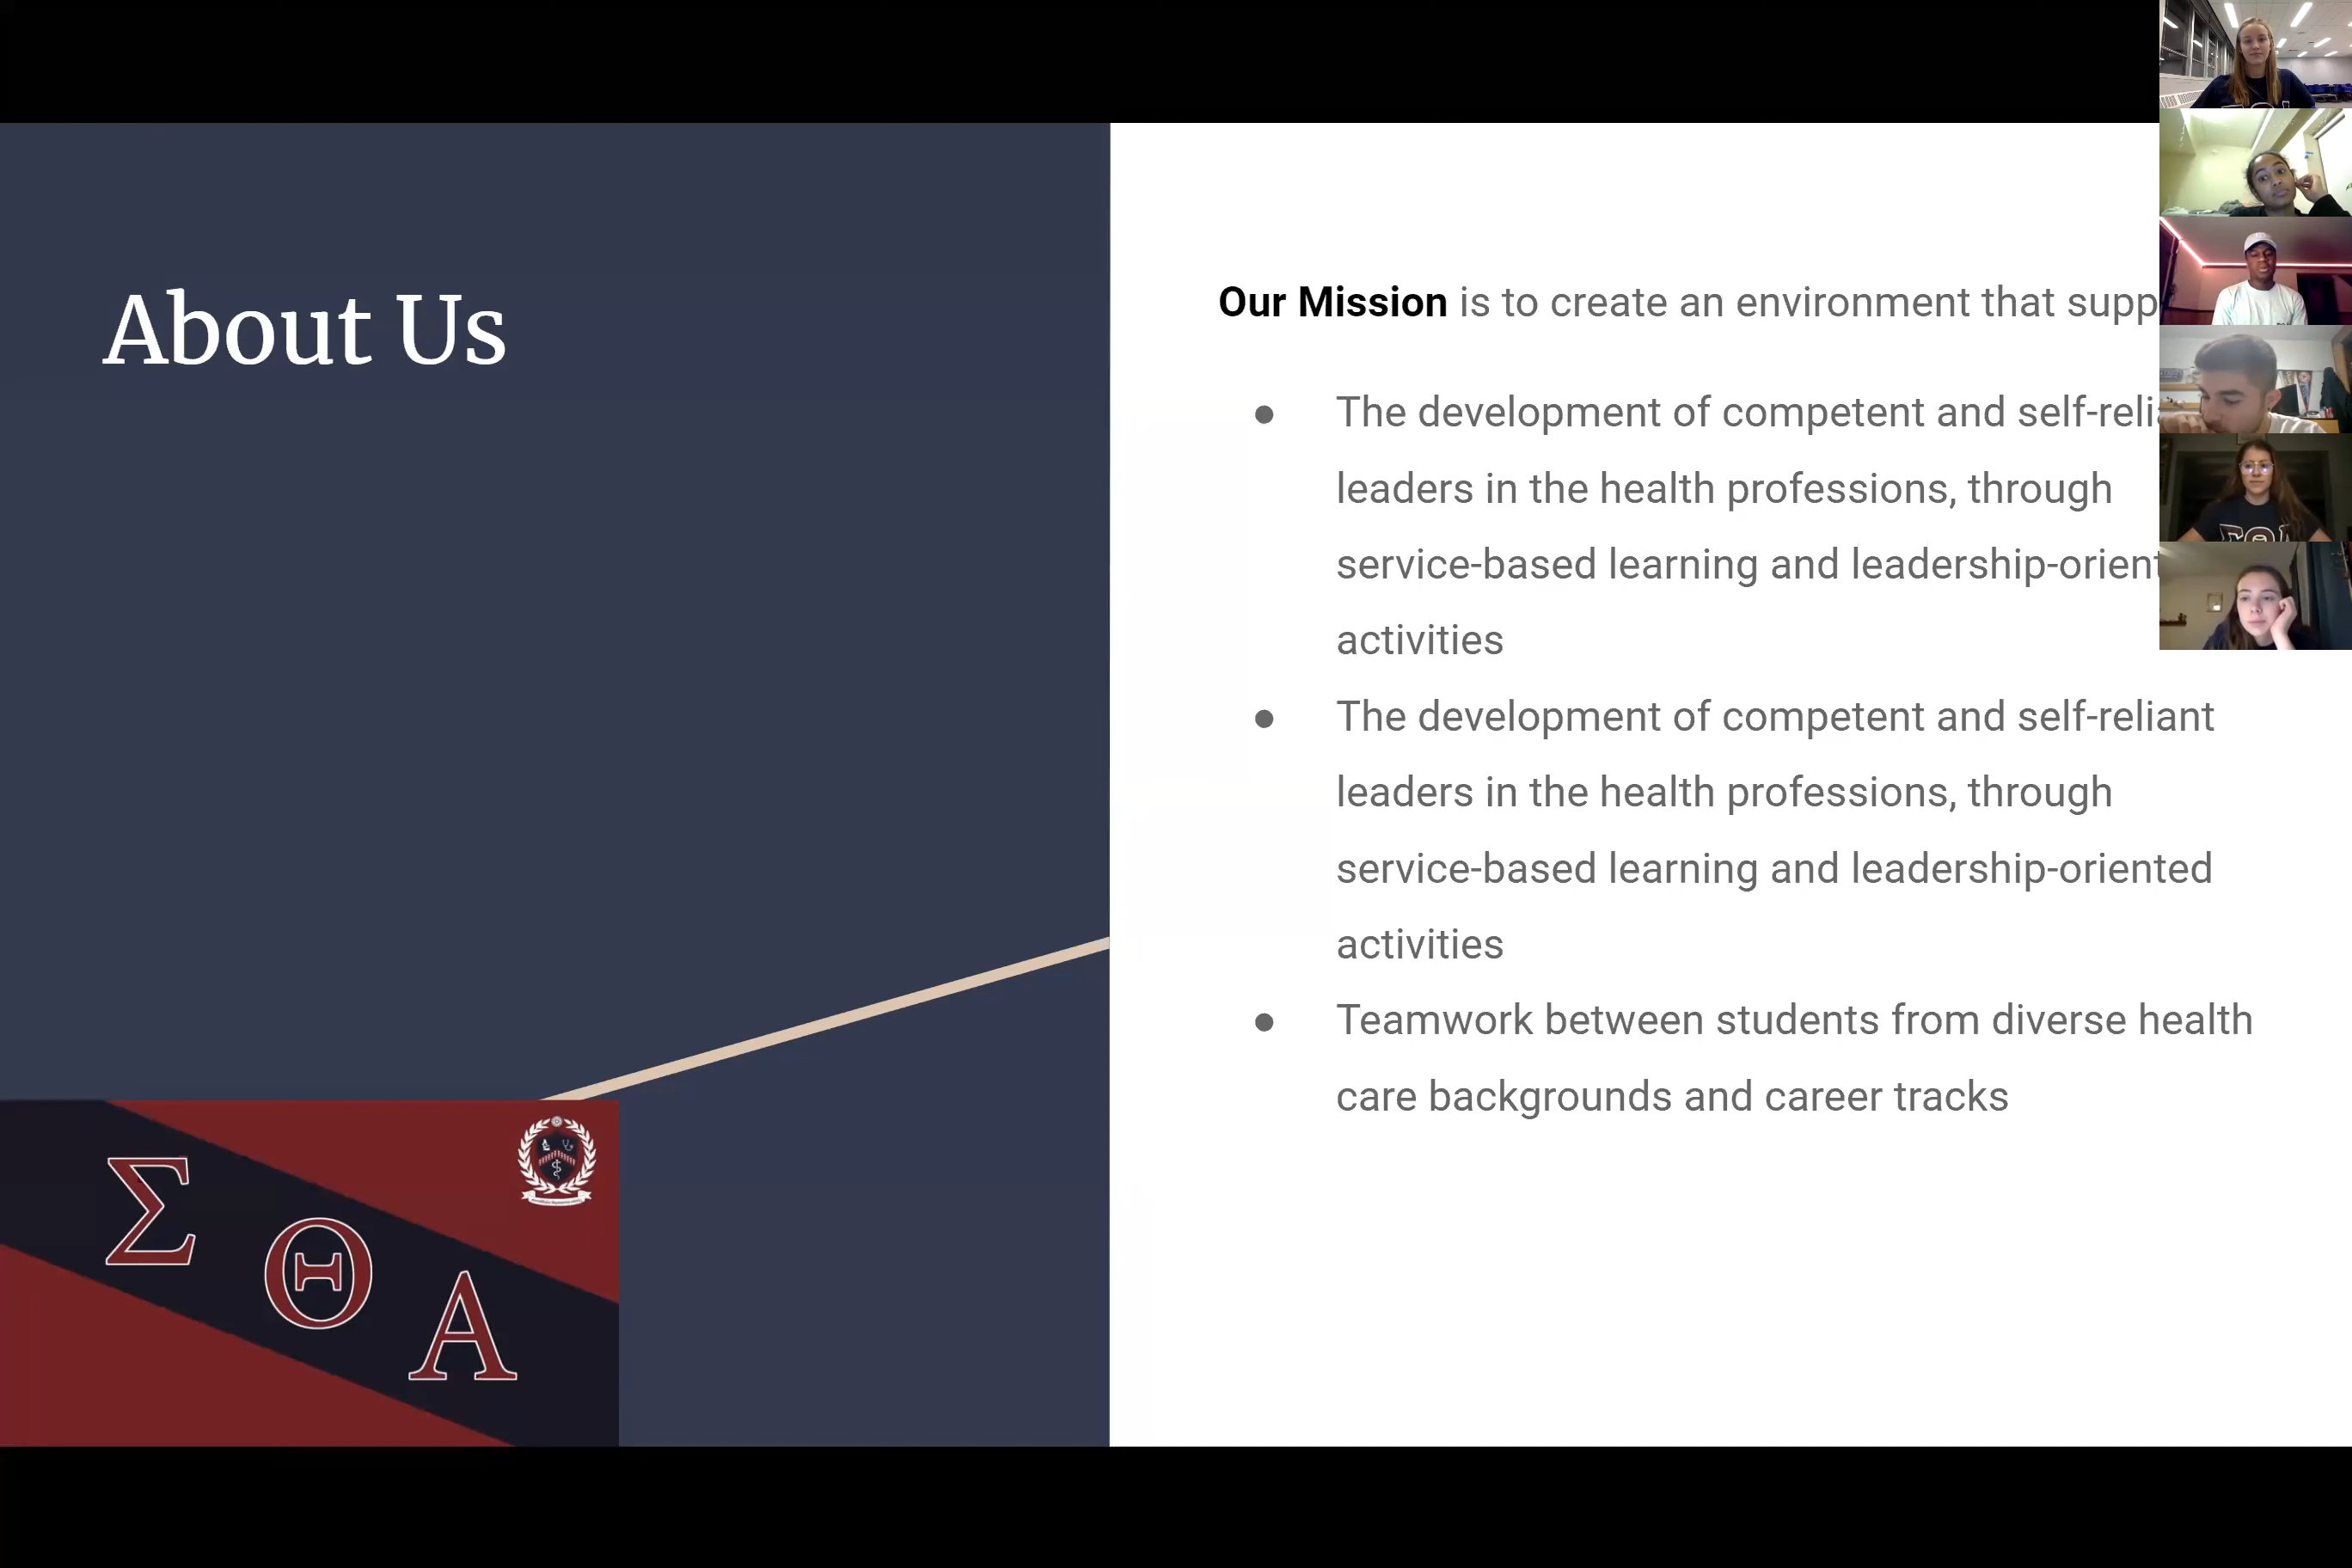 About Us
Our Mission is to create an environment that supp
● The development of competent and self-reli
leaders in the health professions, through
service-based learning and leadership-orient
activities
● The development of competent and self-reliant
leaders in the health professions, through
service-based learning and leadership-oriented
activities
● Teamwork between students from diverse health
care backgrounds and career tracks
Σ Θ Α
ΣΘΑ